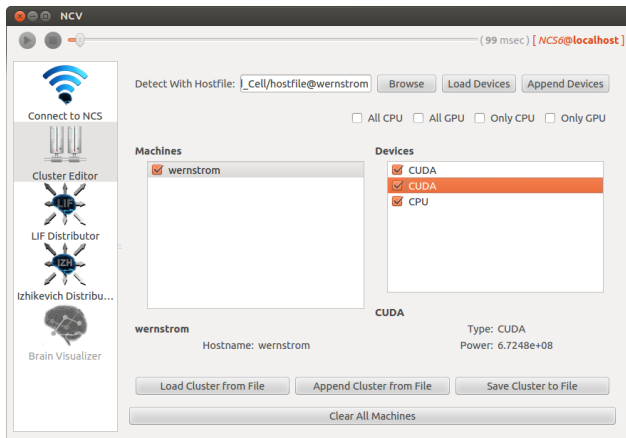 NCV
( 99 msec ) [ NCS6@localhost ]
Connect to NCS
Cluster Editor
LIF
LIF Distributor
IZH
Izhikevich Distribu...
Brain Visualizer
Detect With Hostfile: l_Cell/hostfile@wernstrom Browse Load Devices Append Devices
All CPU All GPU Only CPU Only GPU
Machines
wernstrom
Devices
CUDA
CUDA
CPU
wernstrom
Hostname: wernstrom
CUDA
Type: CUDA
Power: 6.7248e+08
Load Cluster from File Append Cluster from File Save Cluster to File
Clear All Machines